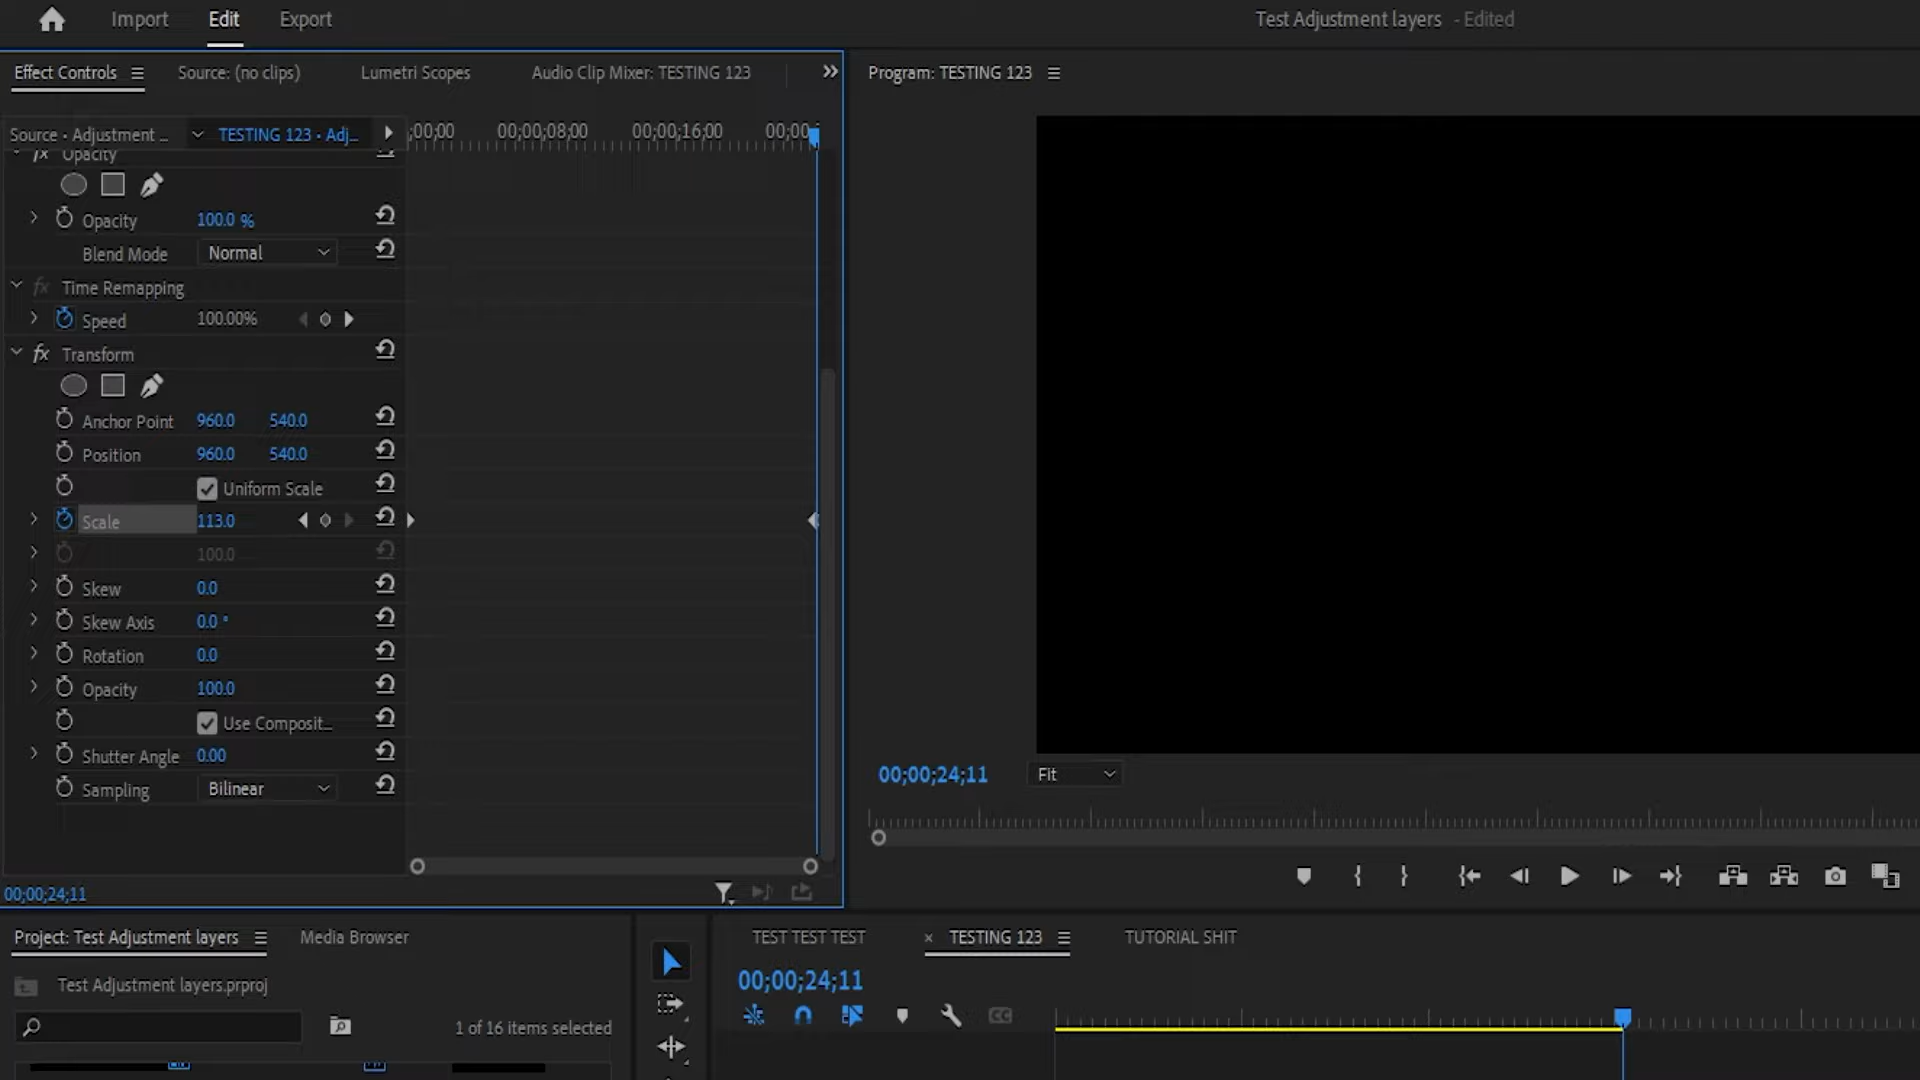 Import Edit Export
Test Adjustment layers - Edited
Effect Controls Source: (no clips) Lumetri Scopes Audio Clip Mixer: TESTING 123
Program: TESTING 123
Source • Adjustment ... TESTING 123 • Adj...
;00;00 00;00;08;00 00;00;16;00 00;00;
fx Opacity
Opacity 100.0 %
Blend Mode Normal
fx Time Remapping
Speed 100.00%
fx Transform
Anchor Point 960.0 540.0
Position 960.0 540.0
Uniform Scale
Scale 113.0
100.0
Skew 0.0
Skew Axis 0.0 °
Rotation 0.0
Opacity 100.0
Use Composit...
Shutter Angle 0.00
Sampling Bilinear
00;00;24;11
00;00;24;11 Fit
Project: Test Adjustment layers Media Browser
Test Adjustment layers.prproj
1 of 16 items selected
TEST TEST TEST × TESTING 123 TUTORIAL SHIT
00;00;24;11
CC